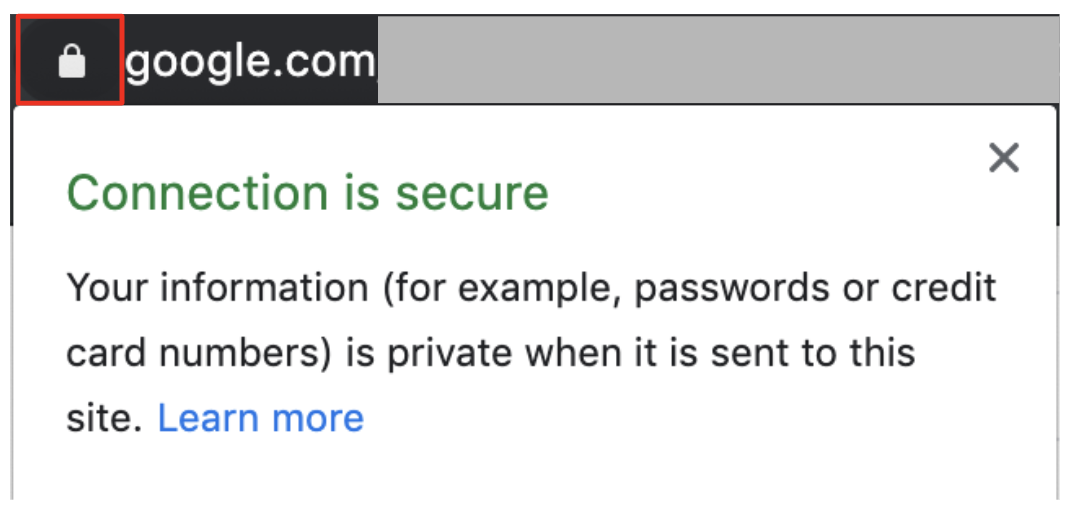 google.com
Connection is secure
Your information (for example, passwords or credit
card numbers) is private when it is sent to this
site. Learn more